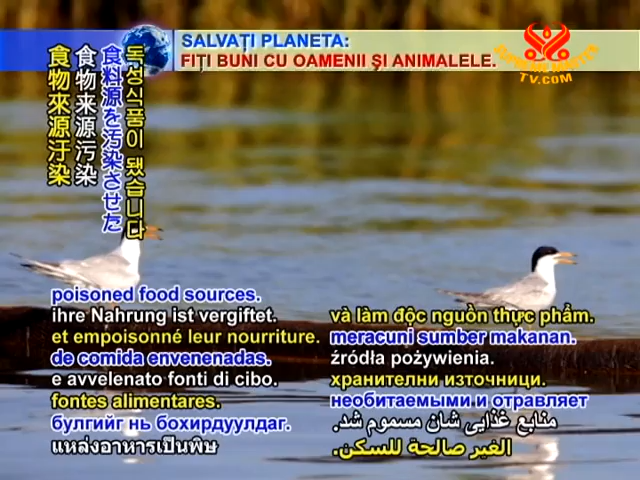 SALVAȚI PLANETA:
FIȚI BUNI CU OAMENII ȘI ANIMALELE.
SUPREME MASTER
TV.COM
독성식품이 됐습니다
食料源を汚染させた
食物来源污染
食物來源汙染
poisoned food sources.
ihre Nahrung ist vergiftet.
et empoisonné leur nourriture.
de comida envenenadas.
e avvelenato fonti di cibo.
fontes alimentares.
булгийг нь бохирдуулдаг.
แหล่งอาหารเป็นพิษ
và làm độc nguồn thực phẩm.
meracuni sumber makanan.
źródła pożywienia.
хранителни източници.
необитаемыми и отравляет
منابع غذایی شان مسموم شد.
الغير صالحة للسكن.